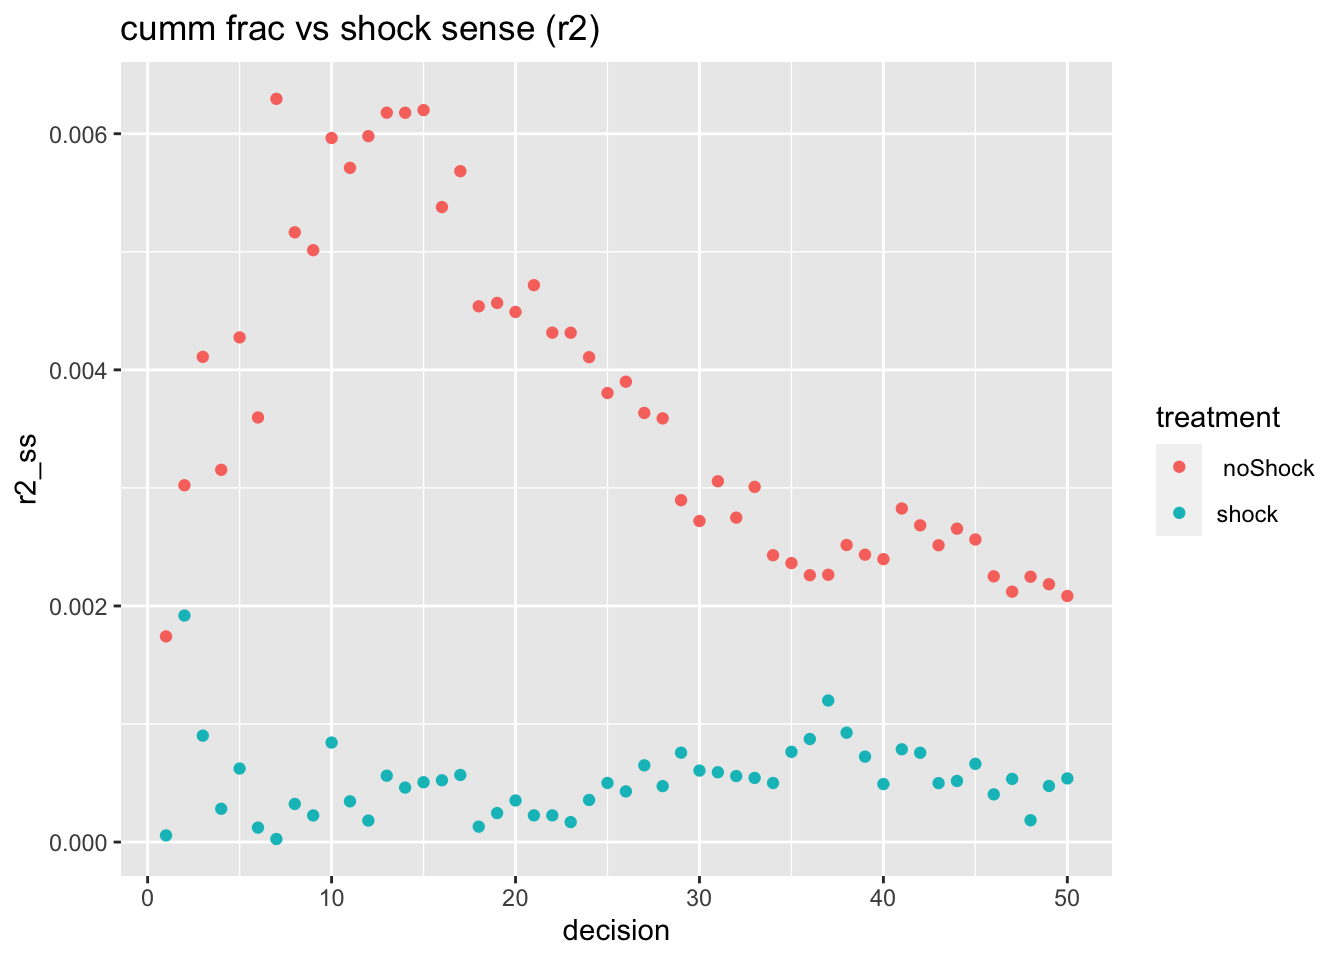 cumm frac vs shock sense (r2)
r2_ss
0.006
0.004
0.002
0.000
0
10
20
30
40
50
decision
treatment
noShock
shock